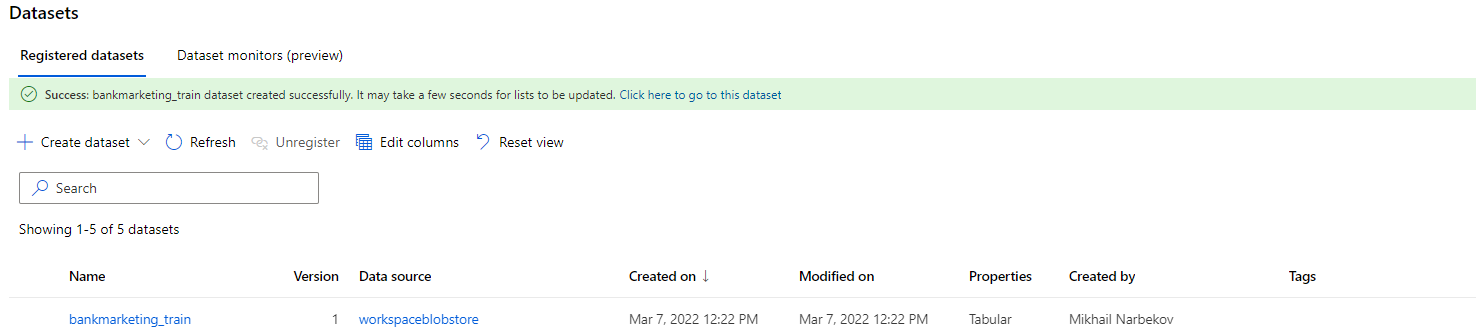 Datasets
Registered datasets Dataset monitors (preview)
Success: bankmarketing_train dataset created successfully. It may take a few seconds for lists to be updated. Click here to go to this dataset
Create dataset Refresh Unregister Edit columns Reset view
Search
Showing 1-5 of 5 datasets
Name Version Data source Created on ↓ Modified on Properties Created by Tags
bankmarketing_train 1 workspaceblobstore Mar 7, 2022 12:22 PM Mar 7, 2022 12:22 PM Tabular Mikhail Narbekov